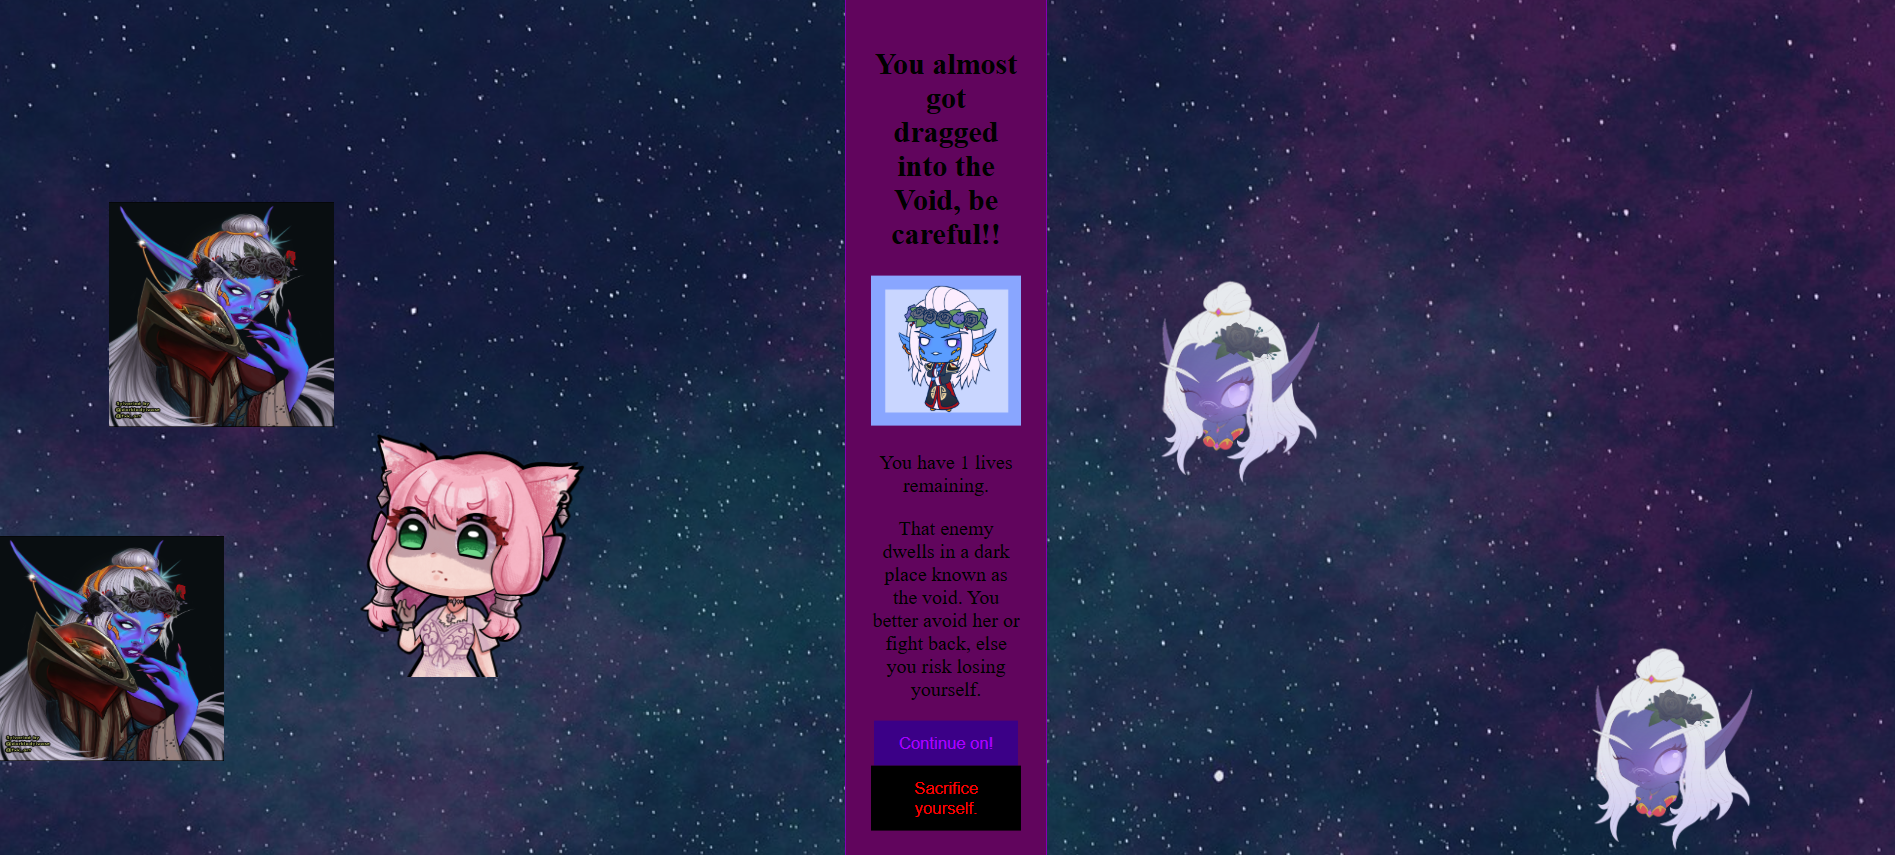 You almost
got
dragged
into the
Void, be
careful!!
You have 1 lives
remaining.
That enemy
dwells in a dark
place known as
the void. You
better avoid her or
fight back, else
you risk losing
yourself.
Continue on!
Sacrifice
yourself.